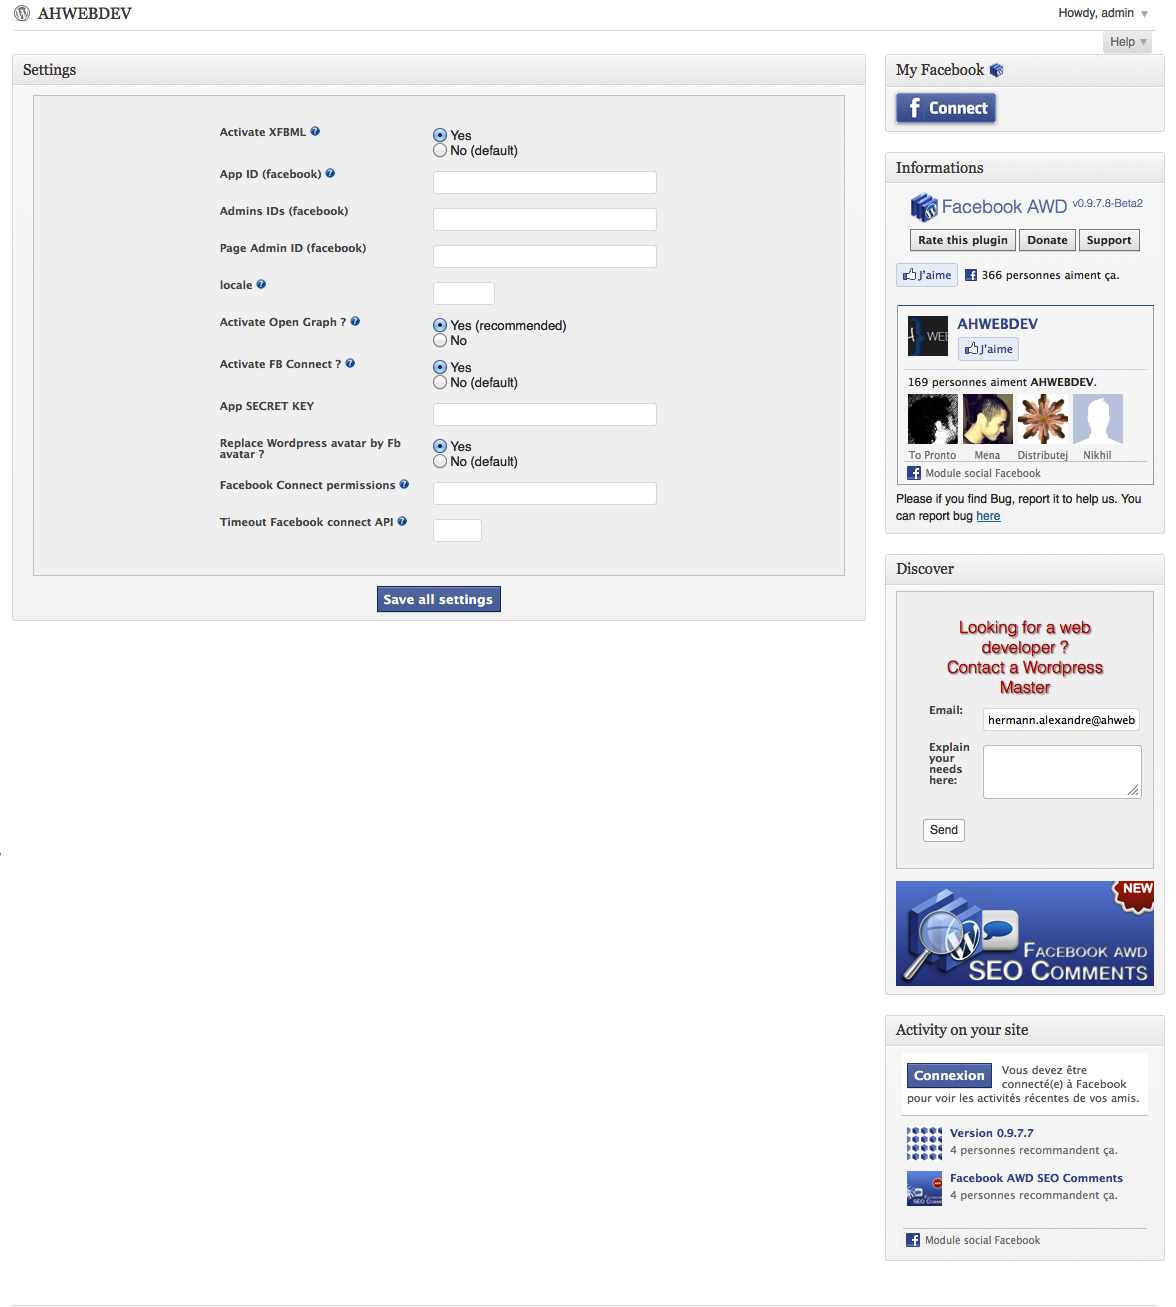 AHWEBDEV
Howdy, admin
Help
Settings
Activate XFBML
Yes
No (default)
App ID (facebook)
Admins IDs (facebook)
Page Admin ID (facebook)
locale
Activate Open Graph ?
Yes (recommended)
No
Activate FB Connect ?
Yes
No (default)
App SECRET KEY
Replace Wordpress avatar by Fb
avatar ?
Yes
No (default)
Facebook Connect permissions
Timeout Facebook connect API
Save all settings
My Facebook
f Connect
Informations
Facebook AWD v0.9.7.8-Beta2
Rate this plugin Donate Support
J'aime 366 personnes aiment ça.
WE
AHWEBDEV
J'aime
169 personnes aiment AHWEBDEV.
To Pronto Mena Distributej Nikhil
Module social Facebook
Please if you find Bug, report it to help us. You
can report bug here
Discover
Looking for a web
developer ?
Contact a Wordpress
Master
Email:
hermann.alexandre@ahweb
Explain
your
needs
here:
Send
NEW
FACEBOOK AWD
SEO COMMENTS
Activity on your site
Connexion Vous devez être
connecté(e) à Facebook
pour voir les activités récentes de vos amis.
Version 0.9.7.7
4 personnes recommandent ça.
Facebook AWD SEO Comments
4 personnes recommandent ça.
Module social Facebook